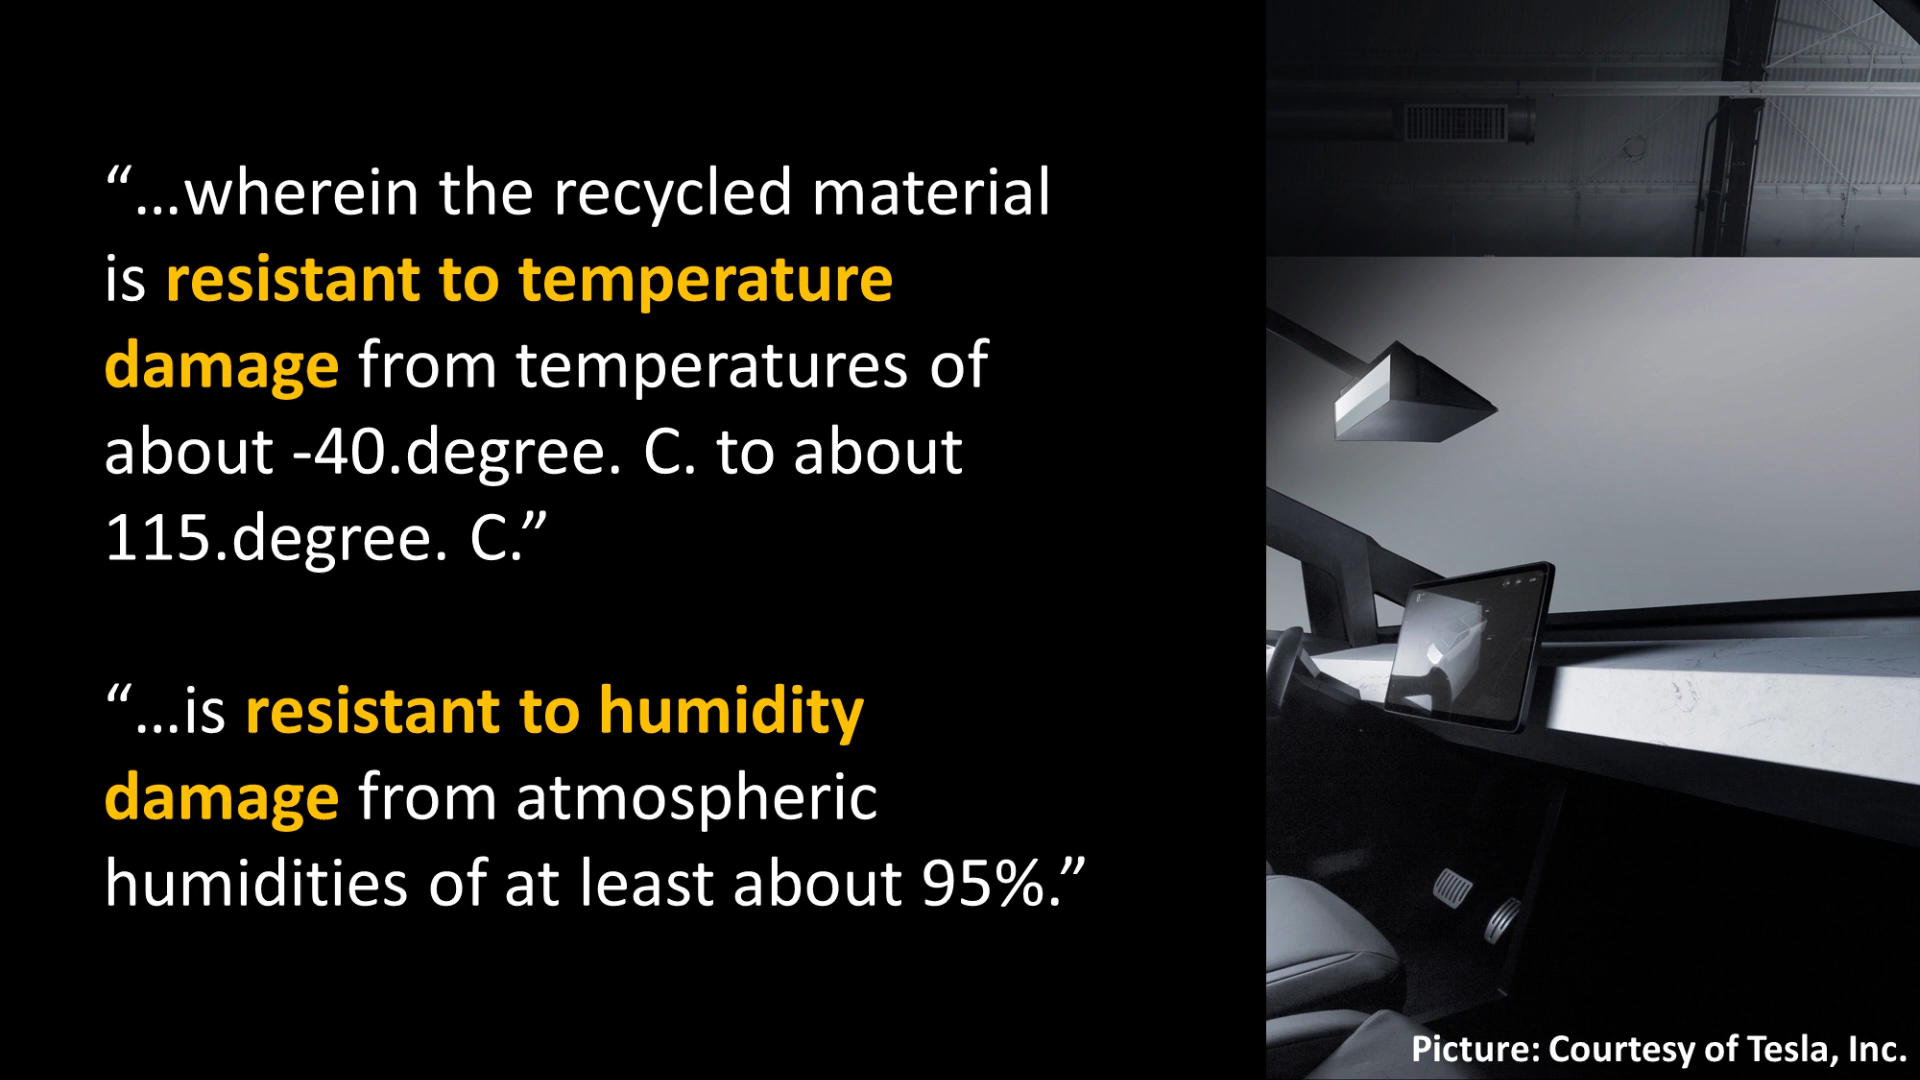 “...wherein the recycled material
is resistant to temperature
damage from temperatures of
about -40.degree. C. to about
115.degree. C.”
“...is resistant to humidity
damage from atmospheric
humidities of at least about 95%.”
Picture: Courtesy of Tesla, Inc.